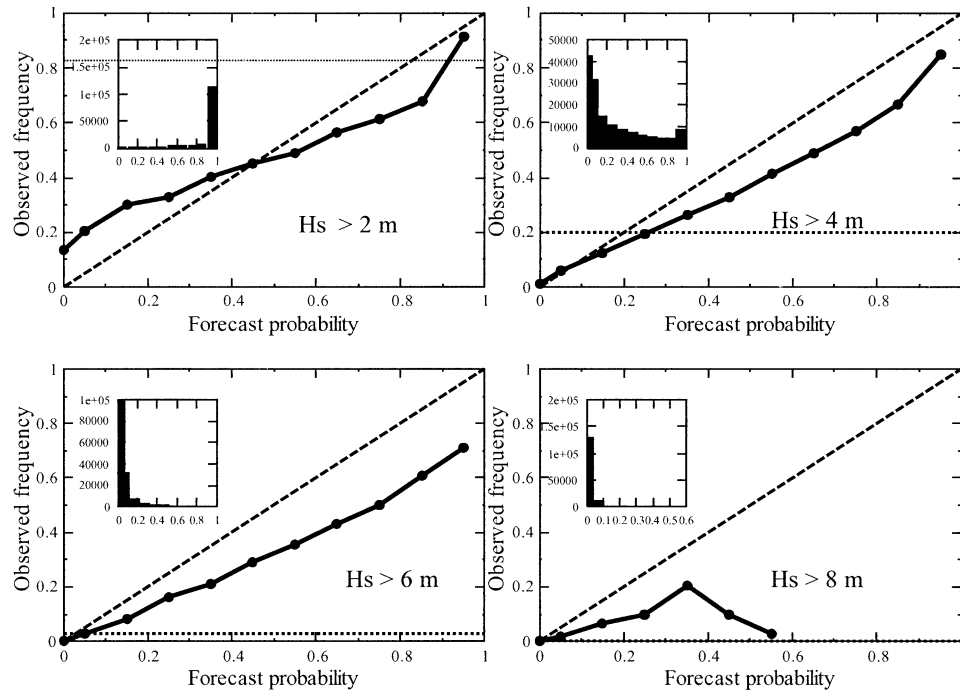 1
0.8
0.6
0.4
0.2
0
Observed frequency
2e+05
1.5e+05
1e+05
50000
0
0 0.2 0.4 0.6 0.8 1
Hs > 2 m
0 0.2 0.4 0.6 0.8 1
Forecast probability
1
0.8
0.6
0.4
0.2
0
Observed frequency
50000
40000
30000
20000
10000
0
0 0.2 0.4 0.6 0.8 1
Hs > 4 m
0 0.2 0.4 0.6 0.8
Forecast probability
1
0.8
0.6
0.4
0.2
0
Observed frequency
1e+05
80000
60000
40000
20000
0
0 0.2 0.4 0.6 0.8 1
Hs > 6 m
0 0.2 0.4 0.6 0.8 1
Forecast probability
1
0.8
0.6
0.4
0.2
0
Observed frequency
2e+05
1.5e+05
1e+05
50000
0
0 0.1 0.2 0.3 0.4 0.5 0.6
Hs > 8 m
0 0.2 0.4 0.6 0.8
Forecast probability